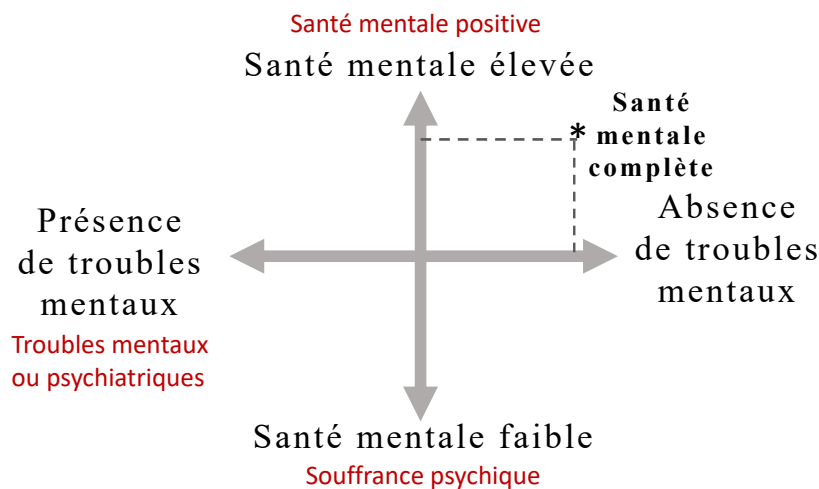 Santé mentale positive
Santé mentale élevée
Santé
* mentale
complète
Présence
de troubles
mentaux
Absence
de troubles
mentaux
Troubles mentaux
ou psychiatriques
Santé mentale faible
Souffrance psychique